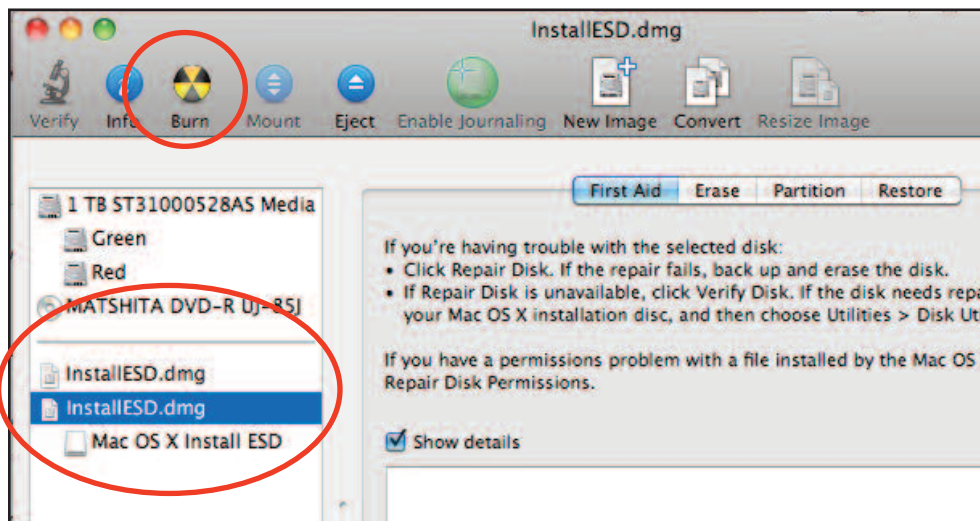 InstallESD.dmg
Verify Info Burn Mount Eject Enable Journaling New Image Convert Resize Image
1 TB ST31000528AS Media
Green
Red
MATSHITA DVD-R UJ-85J
InstallESD.dmg
InstallESD.dmg
Mac OS X Install ESD
First Aid Erase Partition Restore
If you're having trouble with the selected disk:
• Click Repair Disk. If the repair fails, back up and erase the disk.
• If Repair Disk is unavailable, click Verify Disk. If the disk needs repa
your Mac OS X installation disc, and then choose Utilities > Disk Ut
If you have a permissions problem with a file installed by the Mac OS
Repair Disk Permissions.
Show details